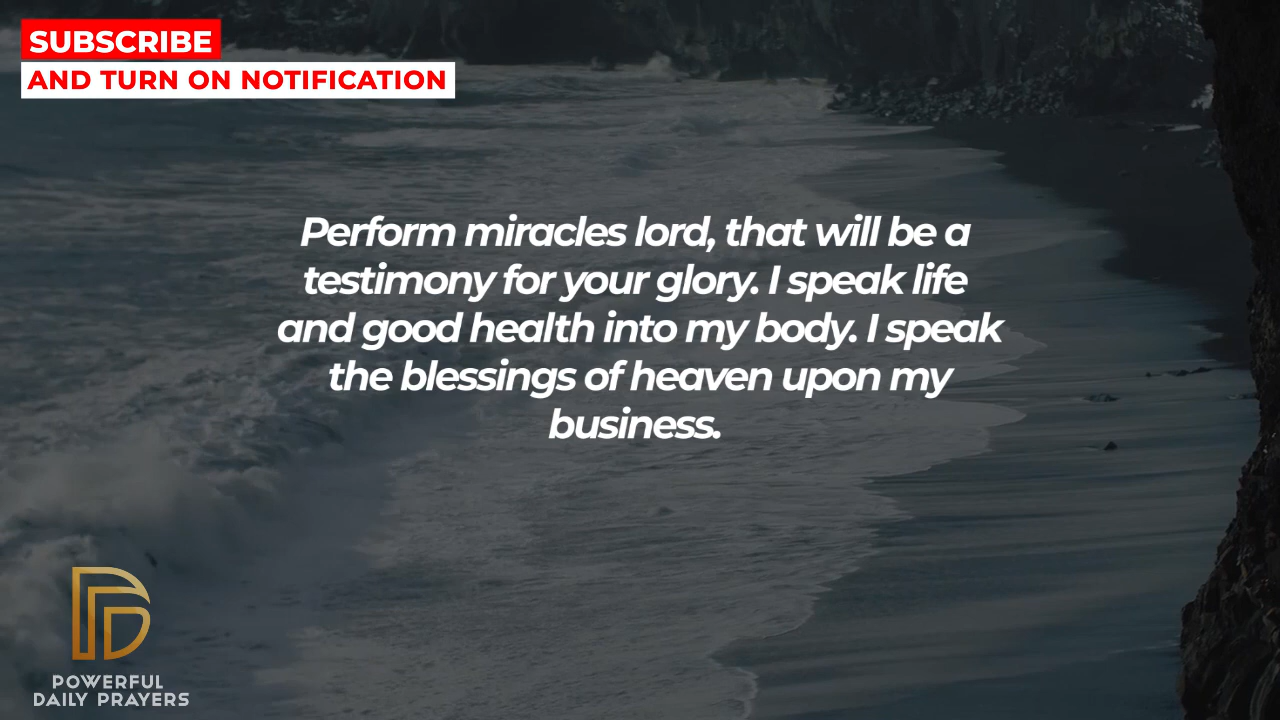 SUBSCRIBE
AND TURN ON NOTIFICATION
Perform miracles lord, that will be a
testimony for your glory. I speak life
and good health into my body. I speak
the blessings of heaven upon my
business.
POWERFUL
DAILY PRAYERS